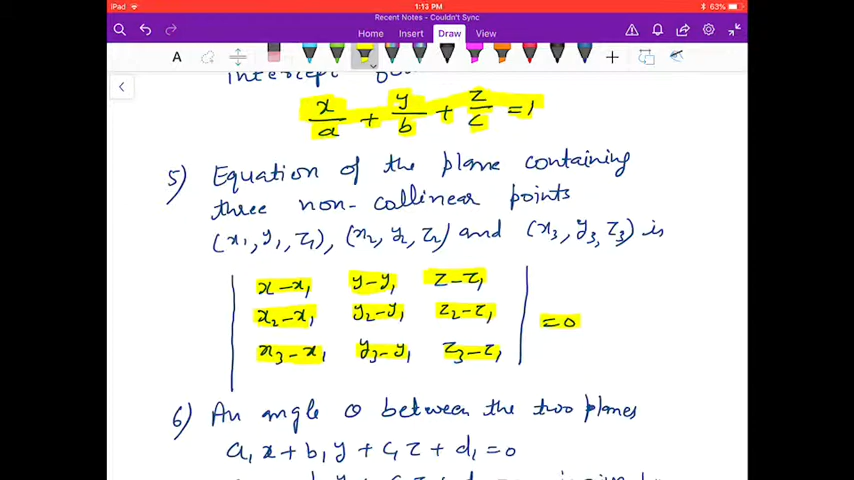 iPad
1:13 PM
63%
Recent Notes - Couldn't Sync
Home Insert Draw View
A
intercept
x/a + y/b + z/c = 1
5) Equation of the plane containing
three non-collinear points
(x1, y1, z1), (x2, y2, z2) and (x3, y3, z3) is
| x-x1 y-y1 z-z1 |
| x2-x1 y2-y1 z2-z1 | =0
| x3-x1 y3-y1 z3-z1 |
6) An angle θ between the two planes
a1x + b1y + c1z + d1 = 0